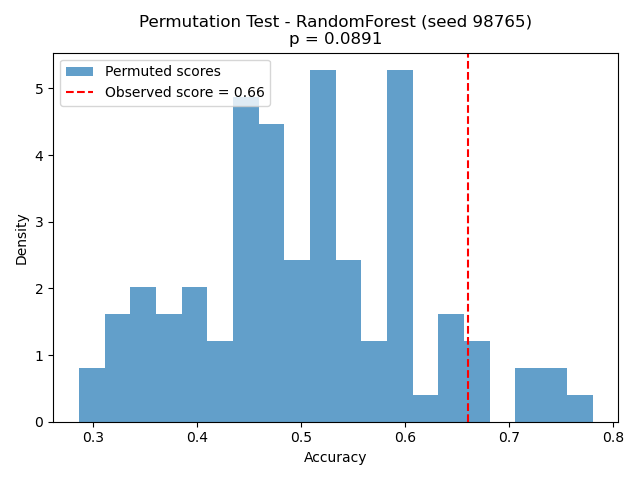 Permutation Test - RandomForest (seed 98765)
p = 0.0891
Permuted scores
Observed score = 0.66
Density
5
4
3
2
1
0
0.3 0.4 0.5 0.6 0.7 0.8
Accuracy